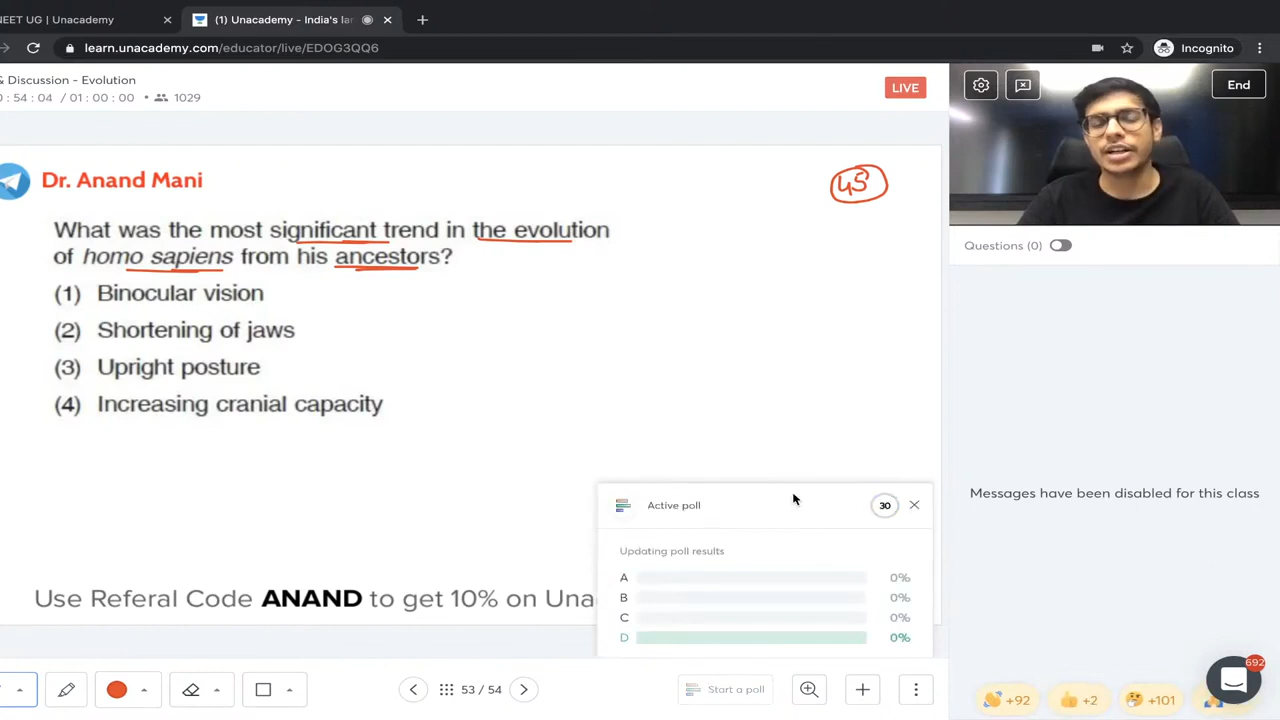 NEET UG | Unacademy
(1) Unacademy - India's lar
learn.unacademy.com/educator/live/EDOG3QQ6
Incognito
& Discussion - Evolution
0 : 54 : 04 / 01 : 00 : 00 • 1029
LIVE
End
Dr. Anand Mani
45
What was the most significant trend in the evolution
of homo sapiens from his ancestors?
(1) Binocular vision
(2) Shortening of jaws
(3) Upright posture
(4) Increasing cranial capacity
Questions (0)
Messages have been disabled for this class
Active poll
30
Updating poll results
A 0%
B 0%
C 0%
D 0%
Use Referal Code ANAND to get 10% on Una
53 / 54
Start a poll
692
+92
+2
+101